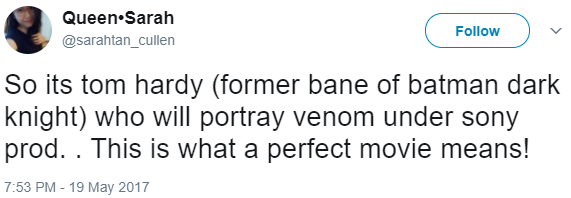 Queen•Sarah
@sarahtan_cullen
Follow
So its tom hardy (former bane of batman dark
knight) who will portray venom under sony
prod. . This is what a perfect movie means!
7:53 PM - 19 May 2017